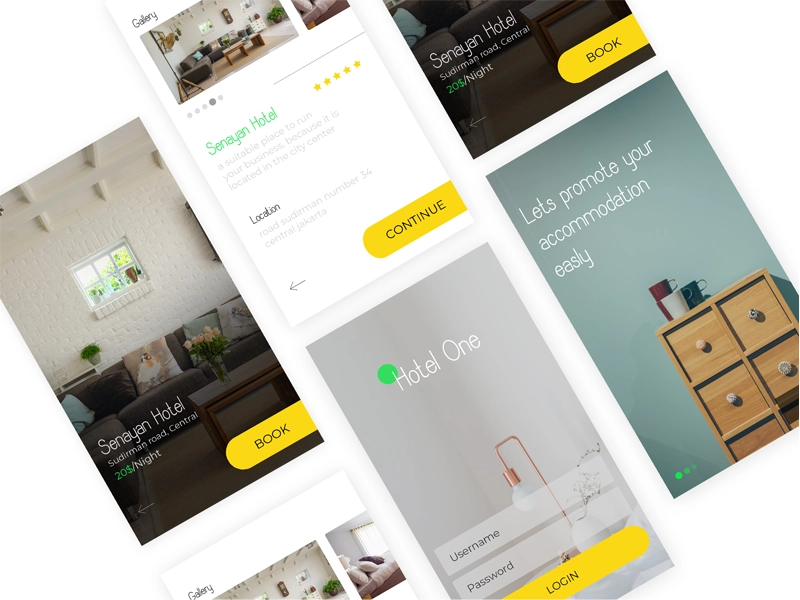 Gallery
Senayan Hotel
a suitable place to run
your business, because it is
located in the city center
Location
road sudirman number 34
central jakarta
CONTINUE
Senayan Hotel
Sudirman road, Central
20$/Night
BOOK
Senayan Hotel
Sudirman road, Central
20$/Night
BOOK
Lets promote your
accommodation
easly
Hotel One
Username
Password
LOGIN
Gallery